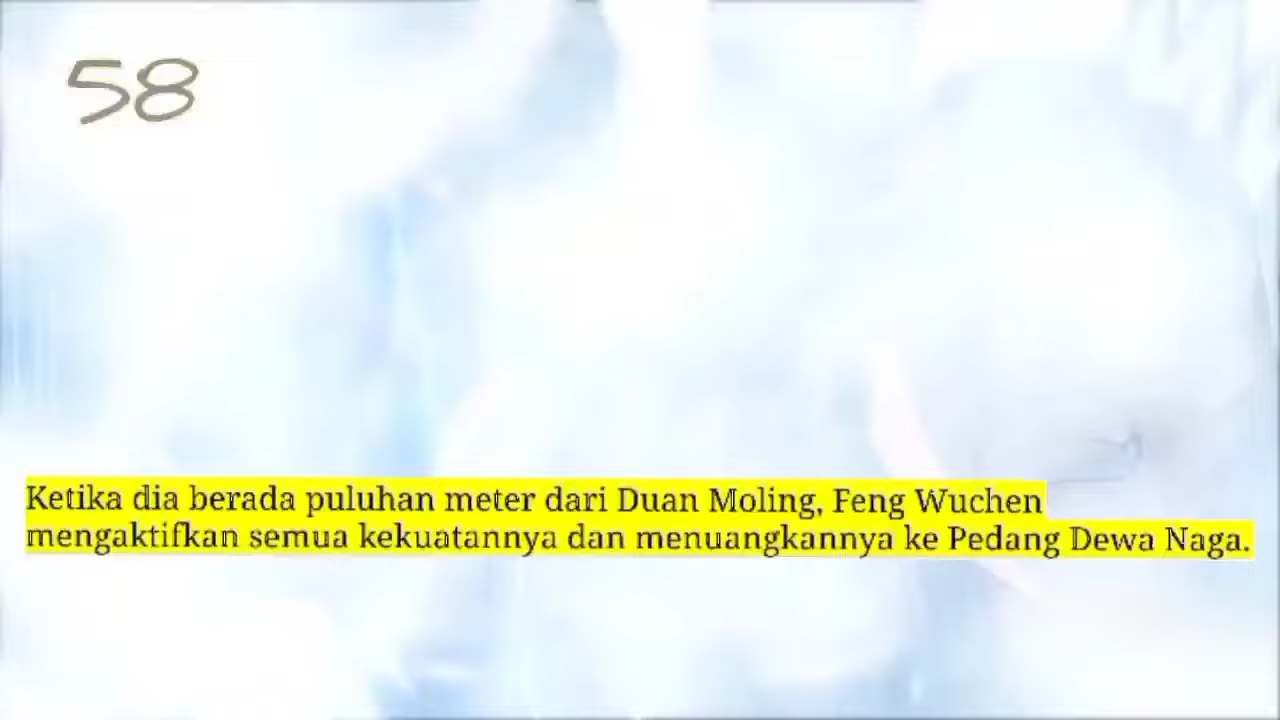 58
Ketika dia berada puluhan meter dari Duan Moling, Feng Wuchen
mengaktifkan semua kekuatannya dan menuangkannya ke Pedang Dewa Naga.